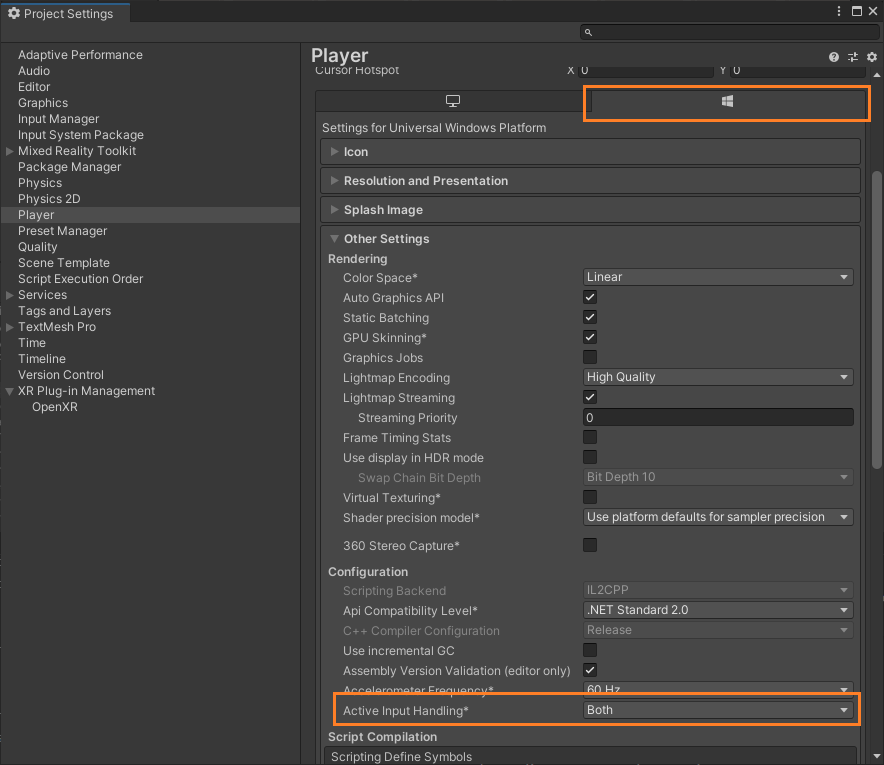 Project Settings
Adaptive Performance
Audio
Editor
Graphics
Input Manager
Input System Package
Mixed Reality Toolkit
Package Manager
Physics
Physics 2D
Player
Preset Manager
Quality
Scene Template
Script Execution Order
Services
Tags and Layers
TextMesh Pro
Time
Timeline
Version Control
XR Plug-in Management
OpenXR
Player
Cursor Hotspot X 0 Y 0
Settings for Universal Windows Platform
Icon
Resolution and Presentation
Splash Image
Other Settings
Rendering
Color Space* Linear
Auto Graphics API
Static Batching
GPU Skinning*
Graphics Jobs
Lightmap Encoding High Quality
Lightmap Streaming
Streaming Priority 0
Frame Timing Stats
Use display in HDR mode
Swap Chain Bit Depth Bit Depth 10
Virtual Texturing*
Shader precision model* Use platform defaults for sampler precision
360 Stereo Capture*
Configuration
Scripting Backend IL2CPP
Api Compatibility Level* .NET Standard 2.0
C++ Compiler Configuration Release
Use incremental GC
Assembly Version Validation (editor only)
Accelerometer Frequency* 60 Hz
Active Input Handling* Both
Script Compilation
Scripting Define Symbols